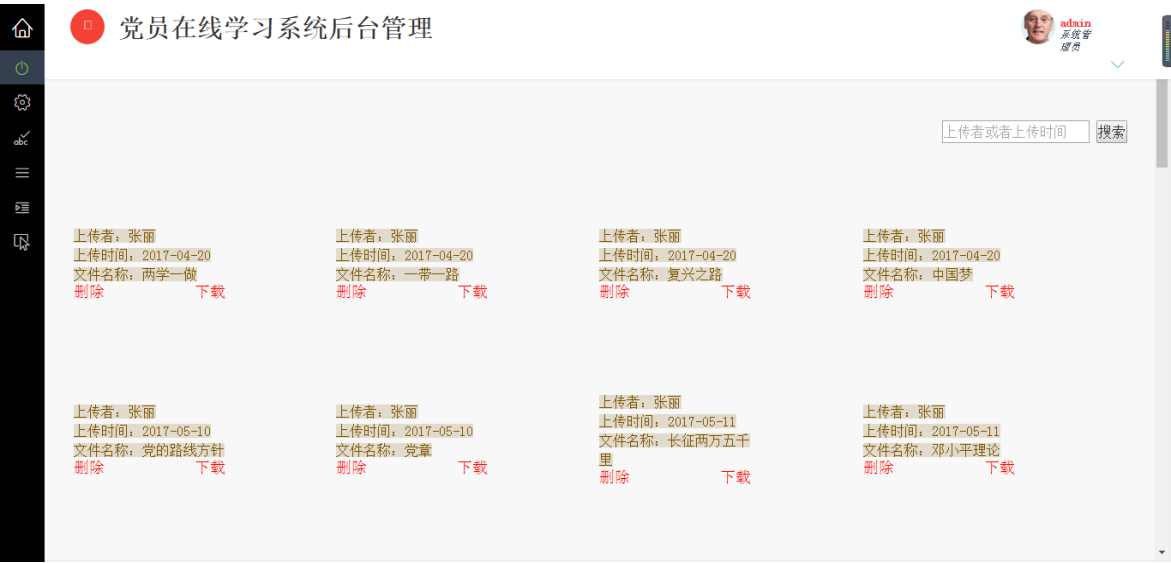 党员在线学习系统后台管理
admin
系统管
理员
abc
上传者或者上传时间 搜索
上传者：张丽 上传者：张丽 上传者：张丽 上传者：张丽
上传时间：2017-04-20 上传时间：2017-04-20 上传时间：2017-04-20 上传时间：2017-04-20
文件名称：两学一做 文件名称：一带一路 文件名称：复兴之路 文件名称：中国梦
删除 下载 删除 下载 删除 下载 删除 下载
上传者：张丽 上传者：张丽 上传者：张丽 上传者：张丽
上传时间：2017-05-10 上传时间：2017-05-10 上传时间：2017-05-11 上传时间：2017-05-11
文件名称：党的路线方针 文件名称：党章 文件名称：长征两万五千 文件名称：邓小平理论
里
删除 下载 删除 下载 删除 下载 删除 下载